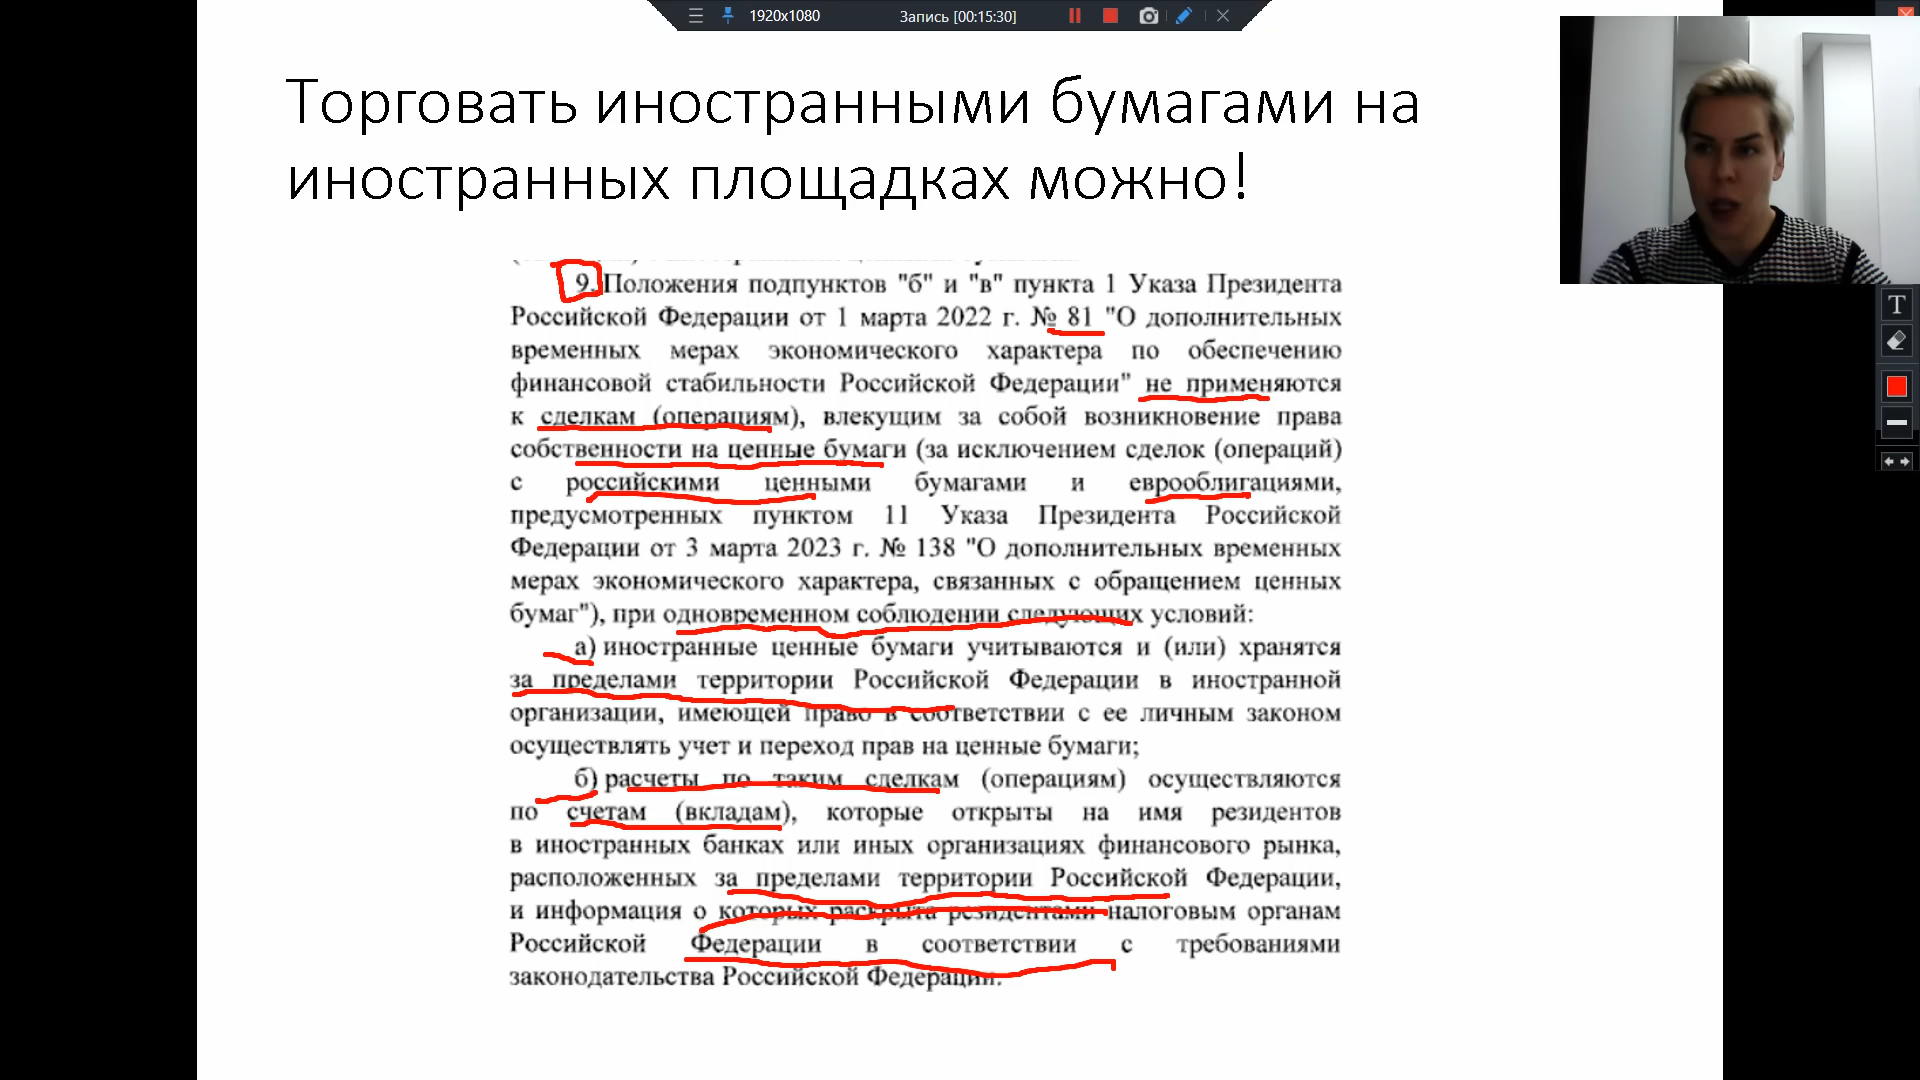 1920x1080 Запись [00:15:30]
Торговать иностранными бумагами на
иностранных площадках можно!
9. Положения подпунктов "б" и "в" пункта 1 Указа Президента
Российской Федерации от 1 марта 2022 г. № 81 "О дополнительных
временных мерах экономического характера по обеспечению
финансовой стабильности Российской Федерации" не применяются
к сделкам (операциям), влекущим за собой возникновение права
собственности на ценные бумаги (за исключением сделок (операций)
с российскими ценными бумагами и еврооблигациями,
предусмотренных пунктом 11 Указа Президента Российской
Федерации от 3 марта 2023 г. № 138 "О дополнительных временных
мерах экономического характера, связанных с обращением ценных
бумаг"), при одновременном соблюдении следующих условий:
а) иностранные ценные бумаги учитываются и (или) хранятся
за пределами территории Российской Федерации в иностранной
организации, имеющей право в соответствии с ее личным законом
осуществлять учет и переход прав на ценные бумаги;
б) расчеты по таким сделкам (операциям) осуществляются
по счетам (вкладам), которые открыты на имя резидентов
в иностранных банках или иных организациях финансового рынка,
расположенных за пределами территории Российской Федерации,
и информация о которых раскрыта резидентами налоговым органам
Российской Федерации в соответствии с требованиями
законодательства Российской Федерации.
T